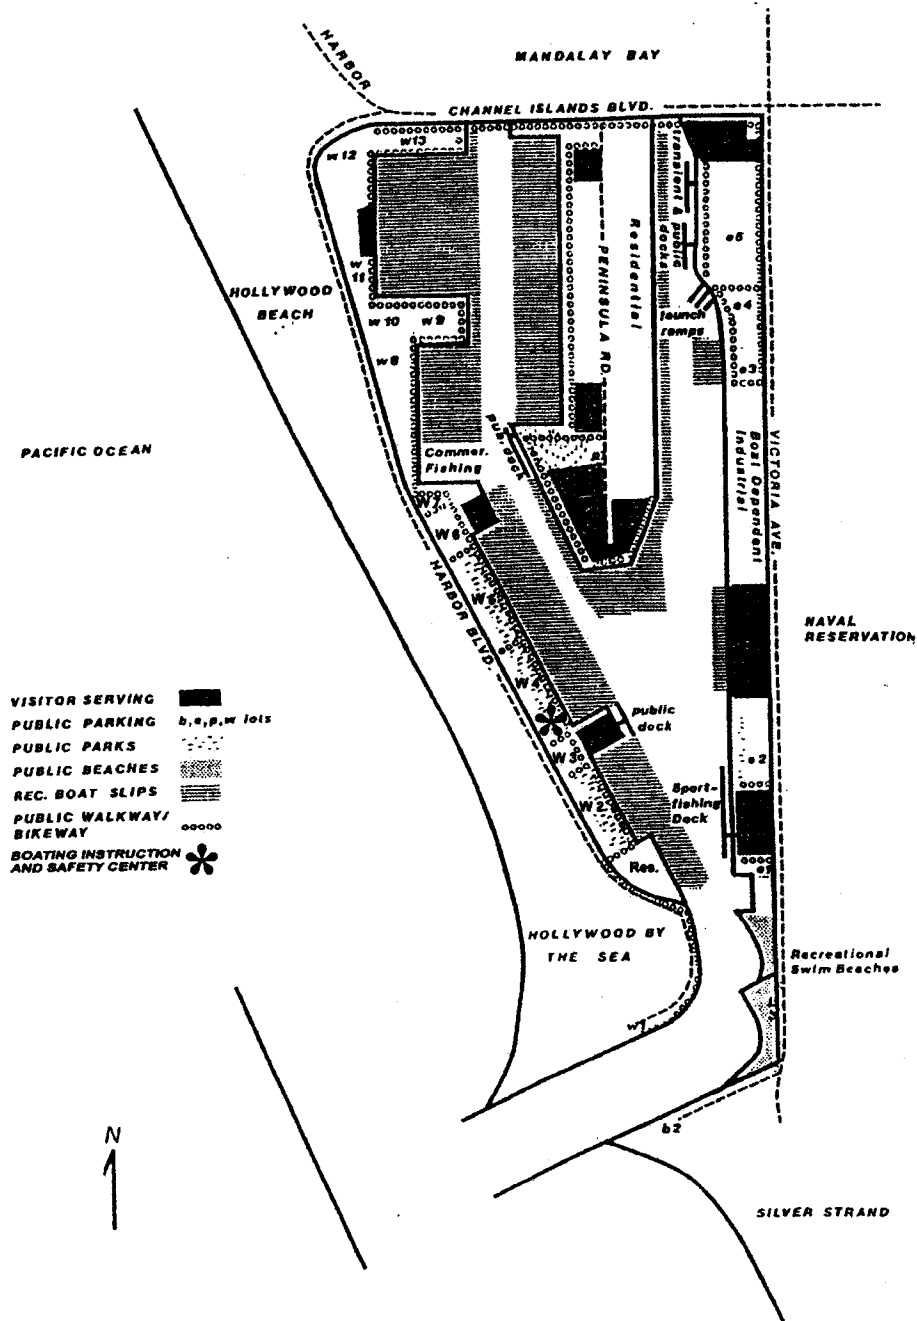 MANDALAY BAY
HARBOR
CHANNEL ISLANDS BLVD.
w13
w12
transient & public
docks
Residential
PENINSULA RD.
e5
w
11
HOLLYWOOD
BEACH
w10
w9
e4
launch
ramps
w8
e3
PACIFIC OCEAN
pub. dock
Commer.
Fishing
Boat Dependent
Industrial
VICTORIA AVE.
W7
W6
HARBOR BLVD.
W5
NAVAL
RESERVATION
W4
public
dock
W3
e2
Sport-
fishing
Dock
W2
Res.
e1
VISITOR SERVING
PUBLIC PARKING b,e,p,w lots
PUBLIC PARKS
PUBLIC BEACHES
REC. BOAT SLIPS
PUBLIC WALKWAY/
BIKEWAY
BOATING INSTRUCTION
AND SAFETY CENTER
HOLLYWOOD BY
THE SEA
Recreational
Swim Beaches
w1
b2
N
SILVER STRAND